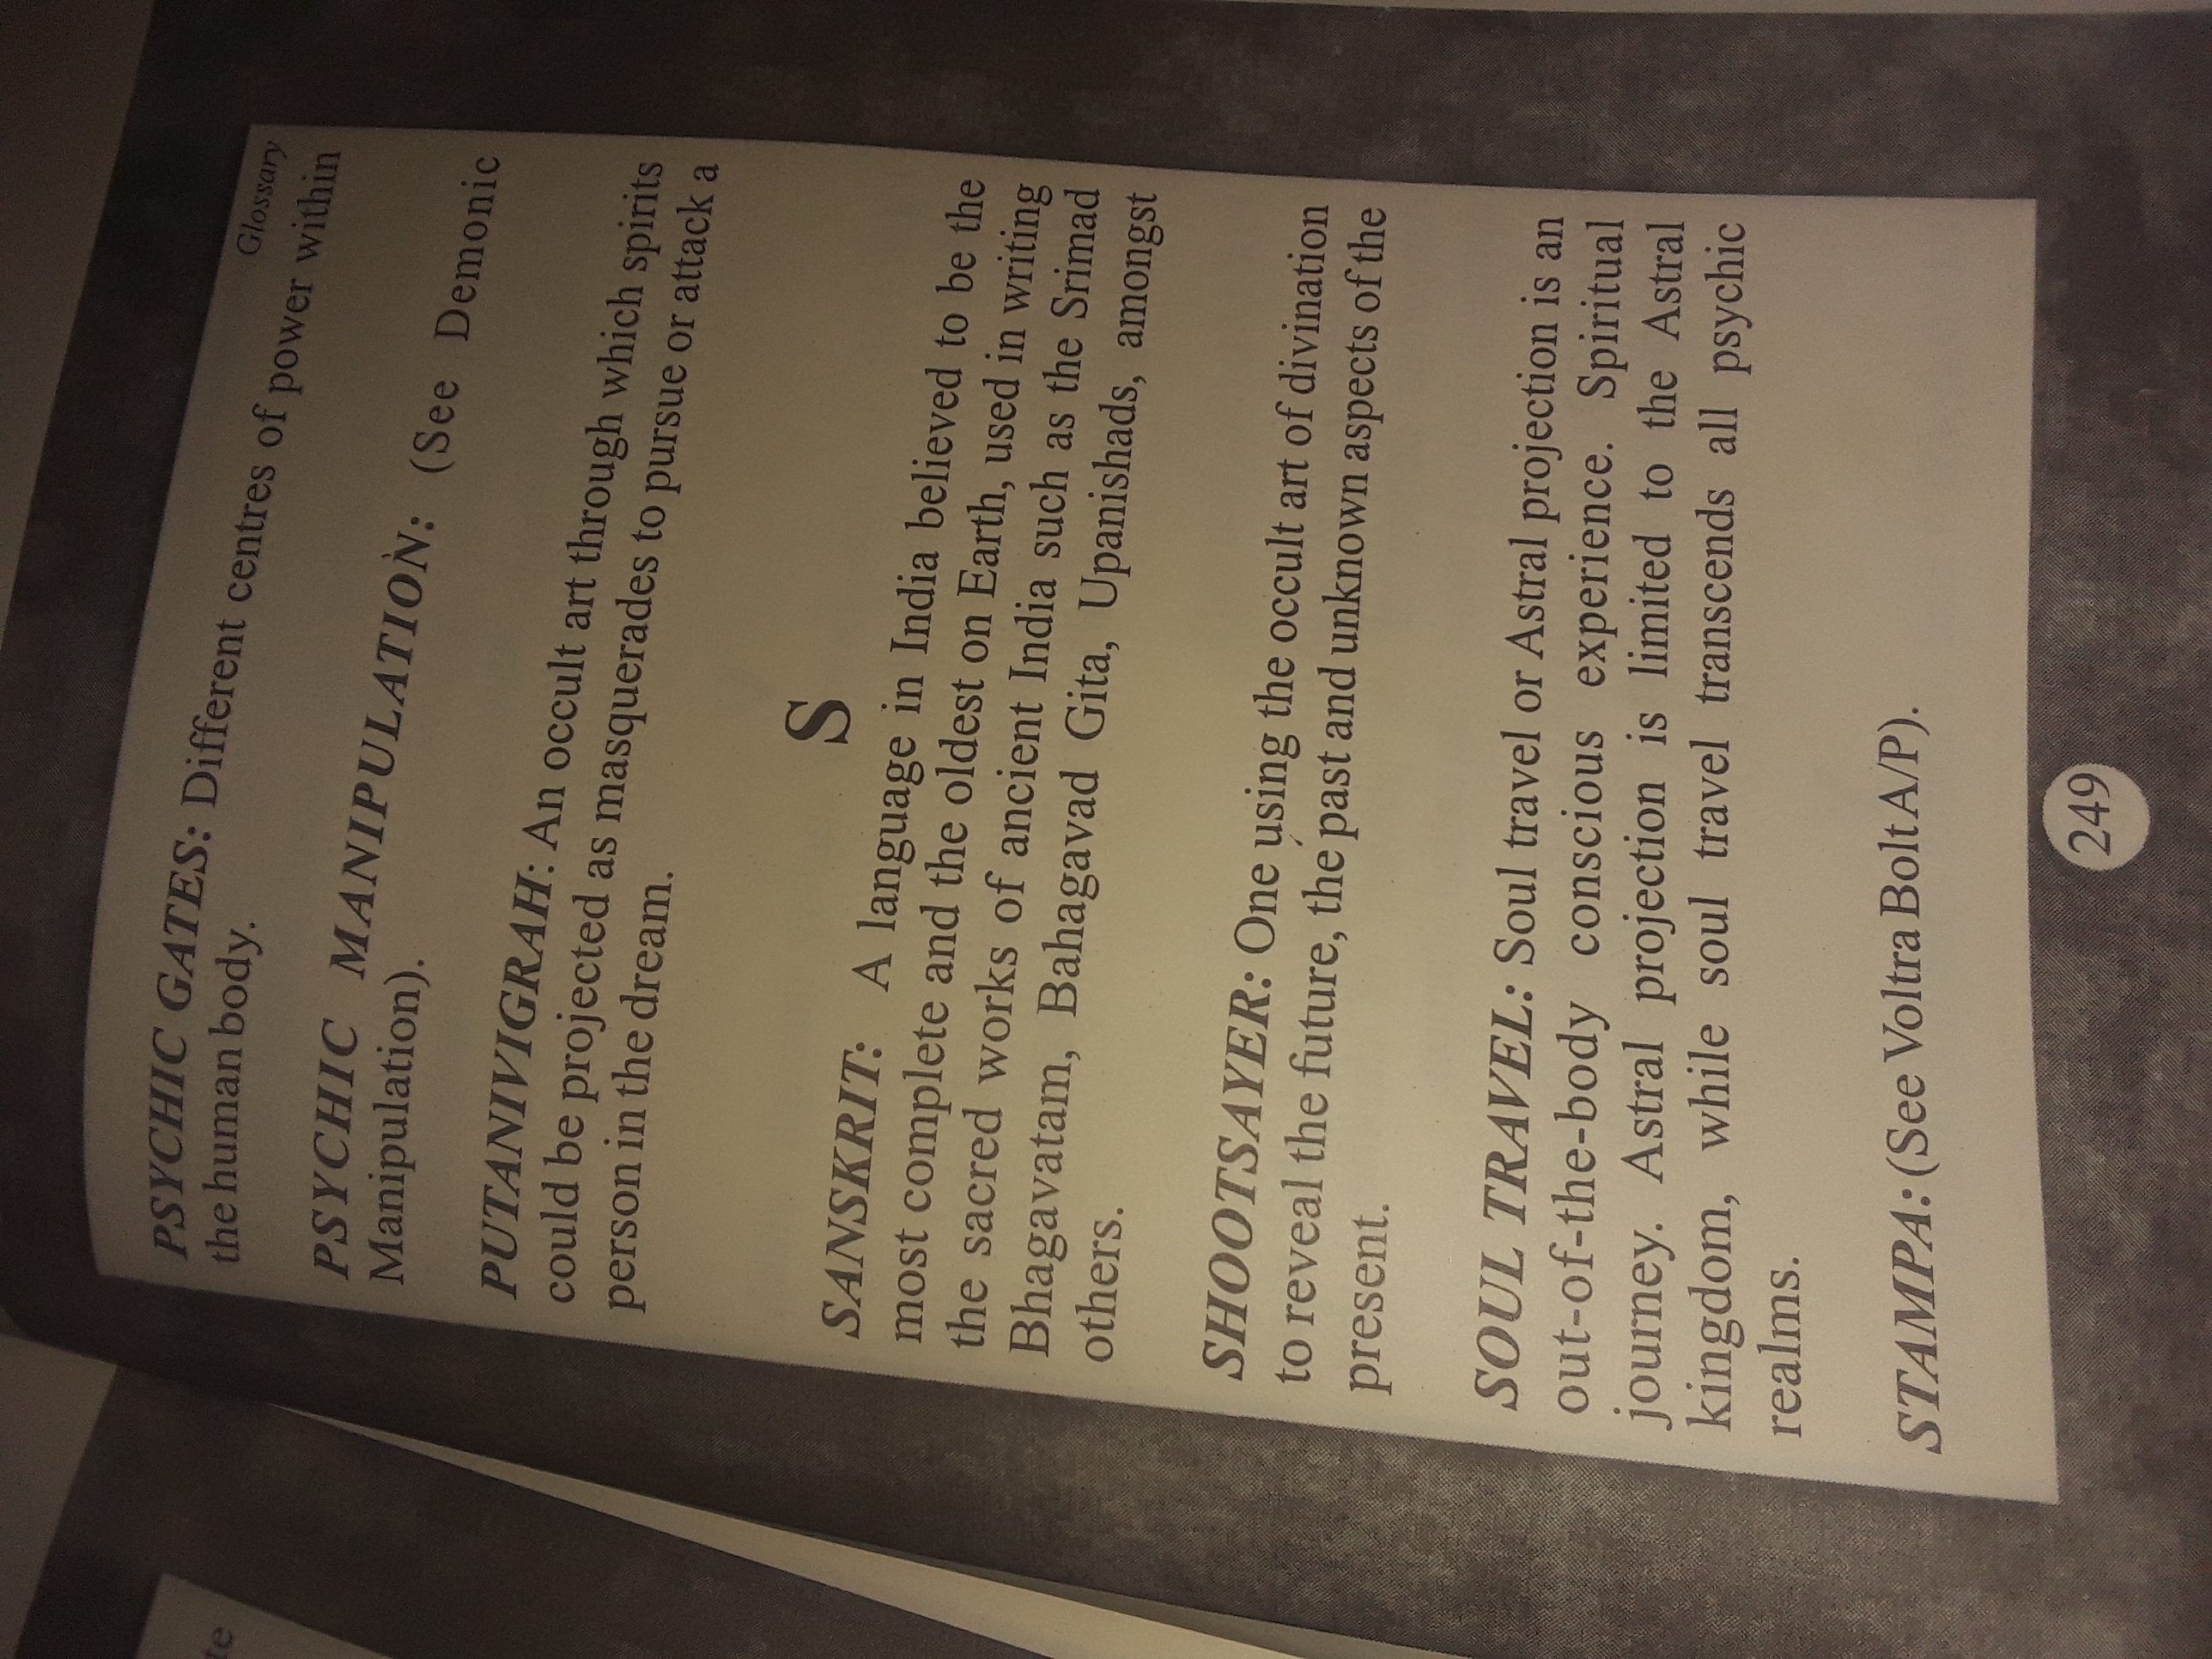 te
Glossary
PSYCHIC GATES: Different centres of power within
the human body.
PSYCHIC MANIPULATION: (See Demonic
Manipulation).
PUTANIVIGRAH: An occult art through which spirits
could be projected as masquerades to pursue or attack a
person in the dream.
S
SANSKRIT: A language in India believed to be the
most complete and the oldest on Earth, used in writing
the sacred works of ancient India such as the Srimad
Bhagavatam, Bahagavad Gita, Upanishads, amongst
others.
SHOOTSAYER: One using the occult art of divination
to reveal the future, the past and unknown aspects of the
present.
SOUL TRAVEL: Soul travel or Astral projection is an
out-of-the-body conscious experience. Spiritual
journey. Astral projection is limited to the Astral
kingdom, while soul travel transcends all psychic
realms.
STAMPA: (See Voltra Bolt A/P).
249